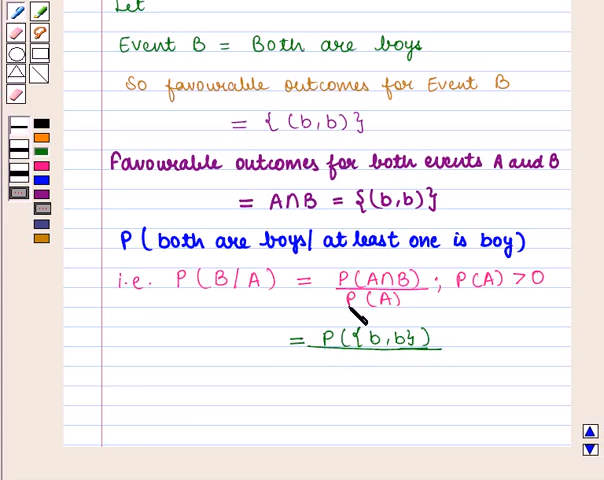 Let
Event B = Both are boys
So favourable outcomes for Event B
= { (b,b)}
Favourable outcomes for both events A and B
= A∩B = {(b,b)}
P ( both are boys/ at least one is boy)
i.e. P ( B / A ) = P(A∩B) / P(A) ; P(A) > 0
= P({b,b})